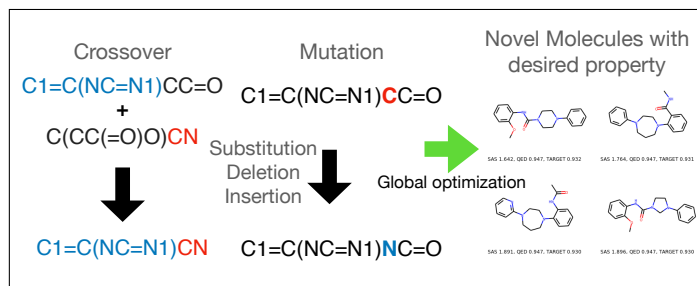 Crossover
C1=C(NC=N1)CC=O
+
C(CC(=O)O)CN
C1=C(NC=N1)CN
Mutation
C1=C(NC=N1)CC=O
Substitution
Deletion
Insertion
C1=C(NC=N1)NC=O
Global optimization
Novel Molecules with
desired property
SAS 1.642, QED 0.947, TARGET 0.932
SAS 1.764, QED 0.947, TARGET 0.931
SAS 1.891, QED 0.947, TARGET 0.930
SAS 1.896, QED 0.947, TARGET 0.930